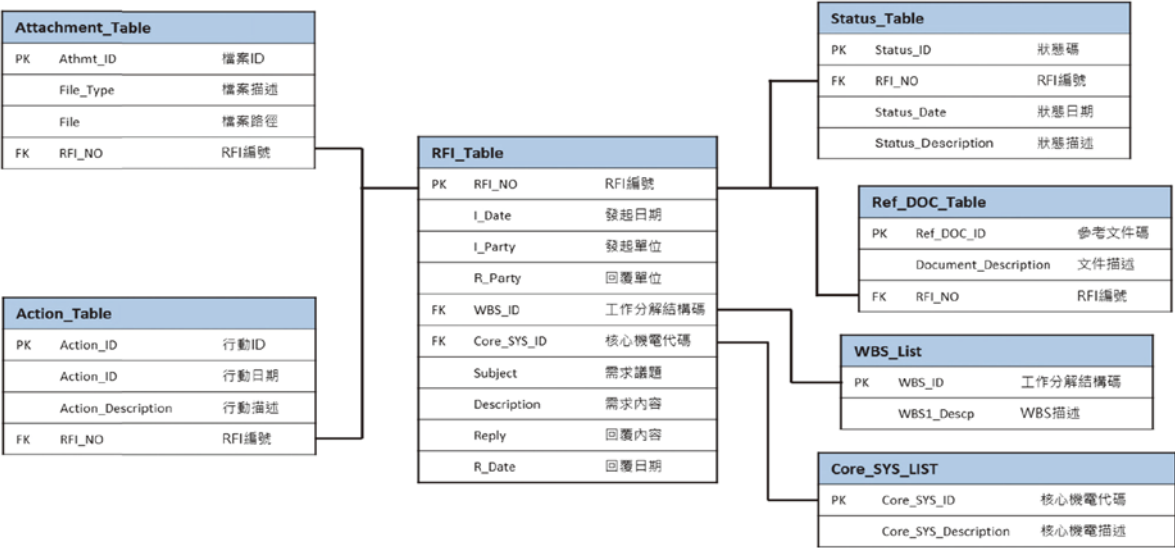 Attachment_Table
PK Athmt_ID 檔案ID
File_Type 檔案描述
File 檔案路徑
FK RFI_NO RFI編號
Action_Table
PK Action_ID 行動ID
Action_ID 行動日期
Action_Description 行動描述
FK RFI_NO RFI編號
RFI_Table
PK RFI_NO RFI編號
I_Date 發起日期
I_Party 發起單位
R_Party 回覆單位
FK WBS_ID 工作分解結構碼
FK Core_SYS_ID 核心機電代碼
Subject 需求議題
Description 需求內容
Reply 回覆內容
R_Date 回覆日期
Status_Table
PK Status_ID 狀態碼
FK RFI_NO RFI編號
Status_Date 狀態日期
Status_Description 狀態描述
Ref_DOC_Table
PK Ref_DOC_ID 參考文件碼
Document_Description 文件描述
FK RFI_NO RFI編號
WBS_List
PK WBS_ID 工作分解結構碼
WBS1_Descp WBS描述
Core_SYS_LIST
PK Core_SYS_ID 核心機電代碼
Core_SYS_Description 核心機電描述